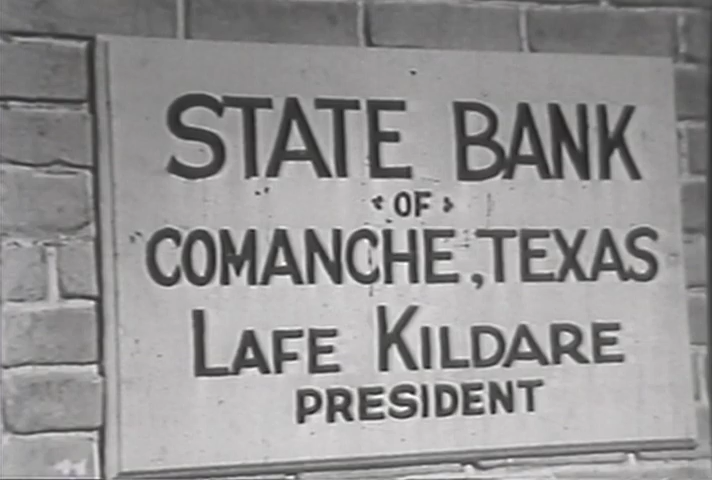 STATE BANK
OF
COMANCHE, TEXAS
LAFE KILDARE
PRESIDENT